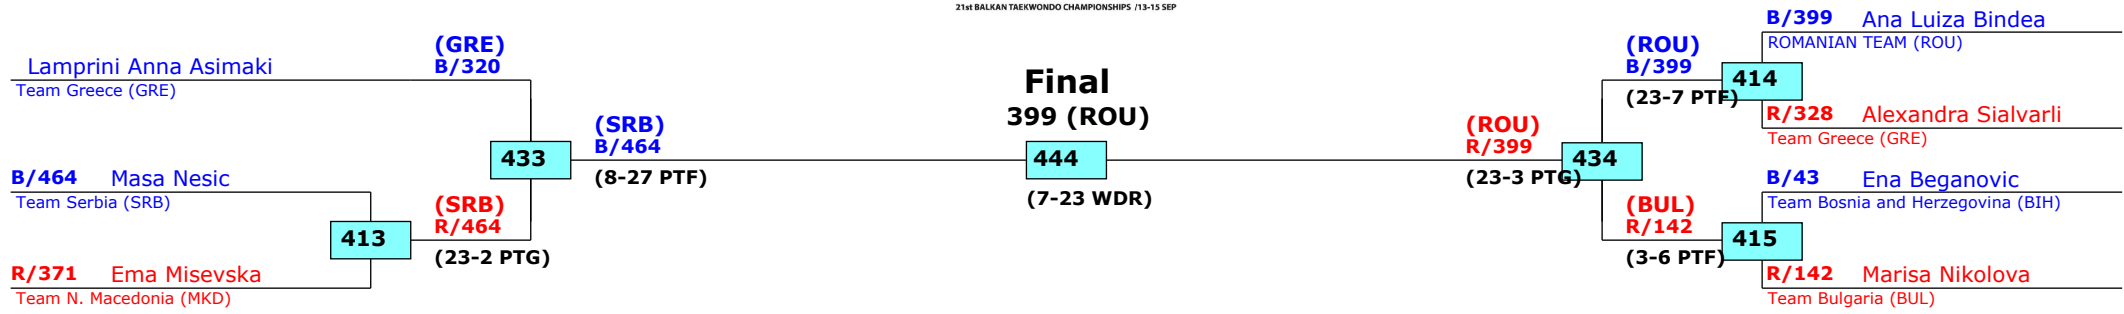 21st BALKAN TAEKWONDO CHAMPIONSHIPS /13-15 SEP
Lamprini Anna Asimaki
Team Greece (GRE)
(GRE)
B/320
B/464 Masa Nesic
Team Serbia (SRB)
413
R/371 Ema Misevska
Team N. Macedonia (MKD)
(SRB)
R/464
(23-2 PTG)
433
(SRB)
B/464
(8-27 PTF)
Final
399 (ROU)
444
(7-23 WDR)
(ROU)
R/399
(23-3 PTG)
434
(ROU)
B/399
(23-7 PTF)
414
B/399 Ana Luiza Bindea
ROMANIAN TEAM (ROU)
R/328 Alexandra Sialvarli
Team Greece (GRE)
(BUL)
R/142
(3-6 PTF)
415
B/43 Ena Beganovic
Team Bosnia and Herzegovina (BIH)
R/142 Marisa Nikolova
Team Bulgaria (BUL)